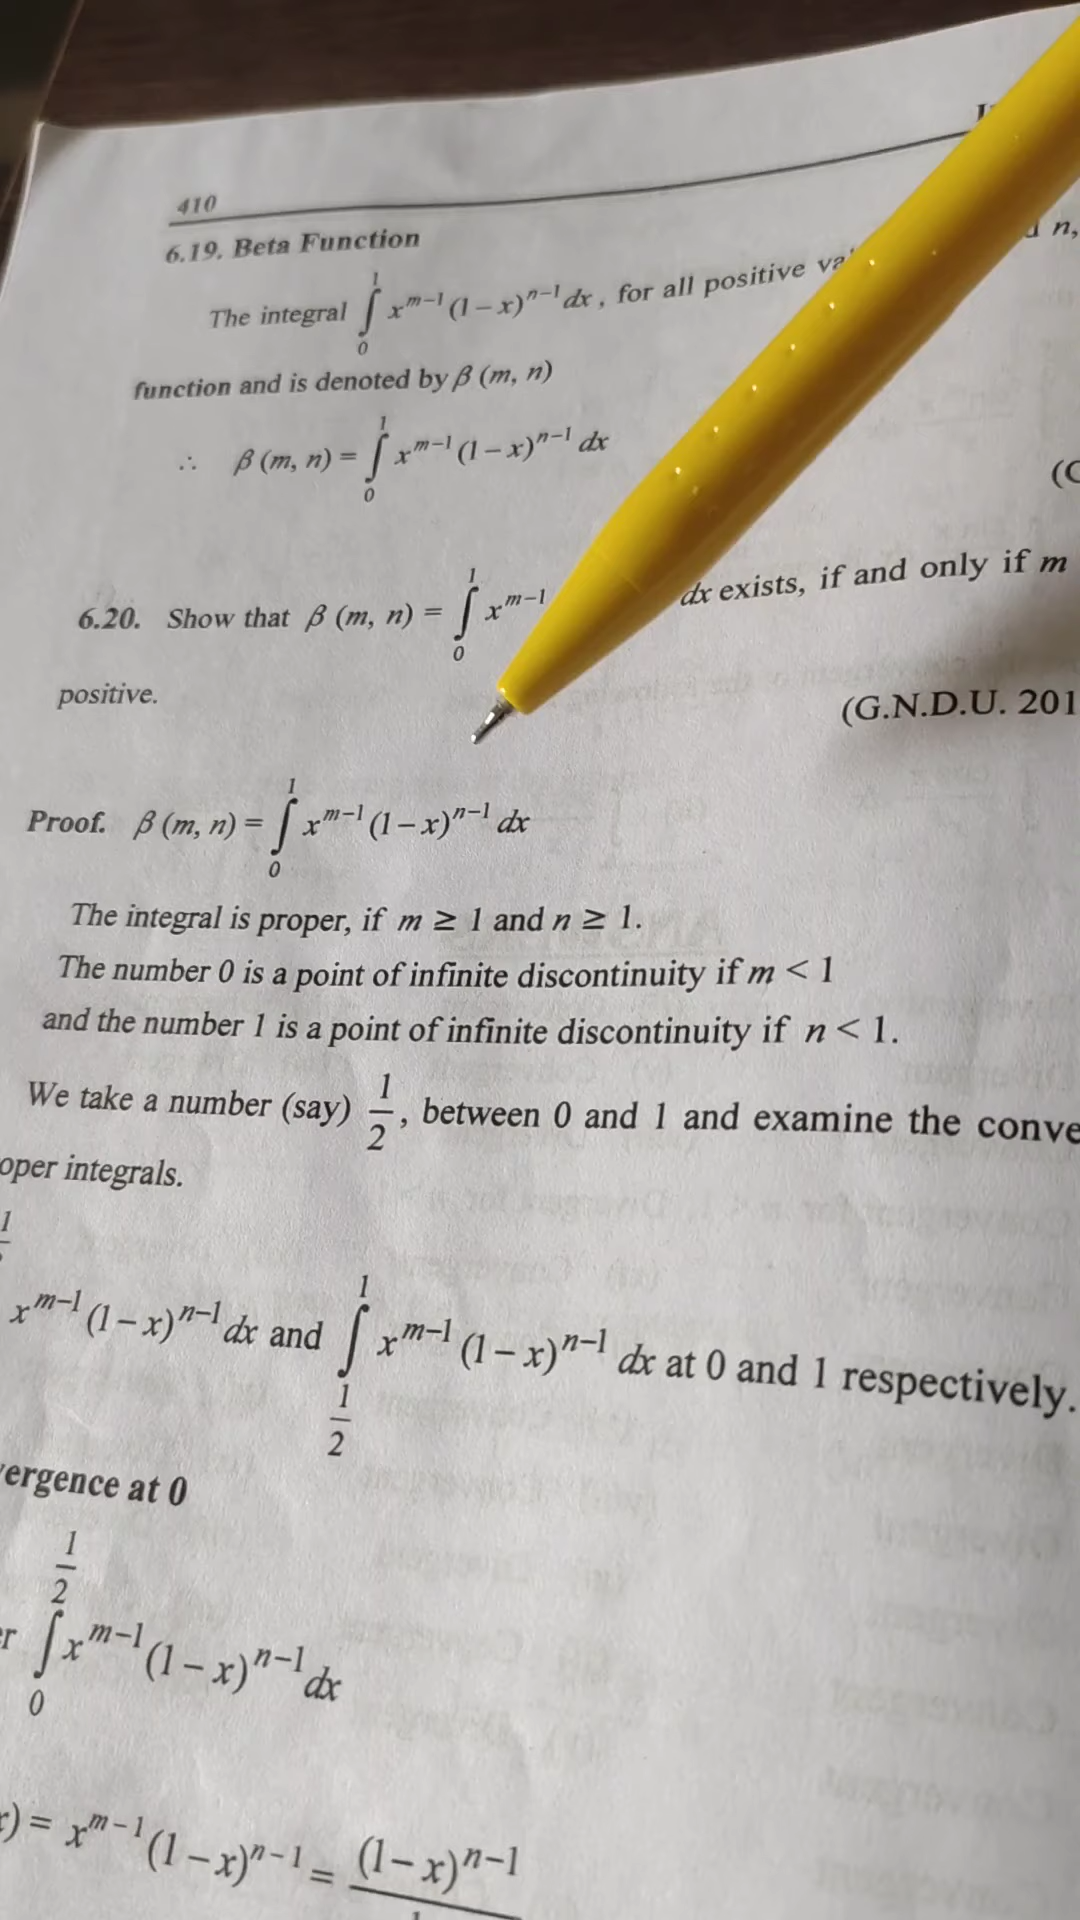 410
6.19. Beta Function
The integral ∫₀¹ x^{m−1} (1−x)^{n−1} dx, for all positive n,
function and is denoted by β (m, n)
∴ β (m, n) = ∫₀¹ x^{m−1} (1−x)^{n−1} dx
6.20. Show that β (m, n) = ∫₀¹ x^{m−1} dx exists, if and only if m
positive.
(G.N.D.U. 201
Proof. β (m, n) = ∫₀¹ x^{m−1} (1−x)^{n−1} dx
The integral is proper, if m ≥ 1 and n ≥ 1.
The number 0 is a point of infinite discontinuity if m < 1
and the number 1 is a point of infinite discontinuity if n < 1.
We take a number (say) 1/2, between 0 and 1 and examine the conve
oper integrals.
x^{m−1} (1−x)^{n−1} dx and ∫_{1/2}^{1} x^{m−1} (1−x)^{n−1} dx at 0 and 1 respectively.
vergence at 0
er ∫₀^{1/2} x^{m−1} (1−x)^{n−1} dx
x) = x^{m−1} (1−x)^{n−1} = (1−x)^{n−1}